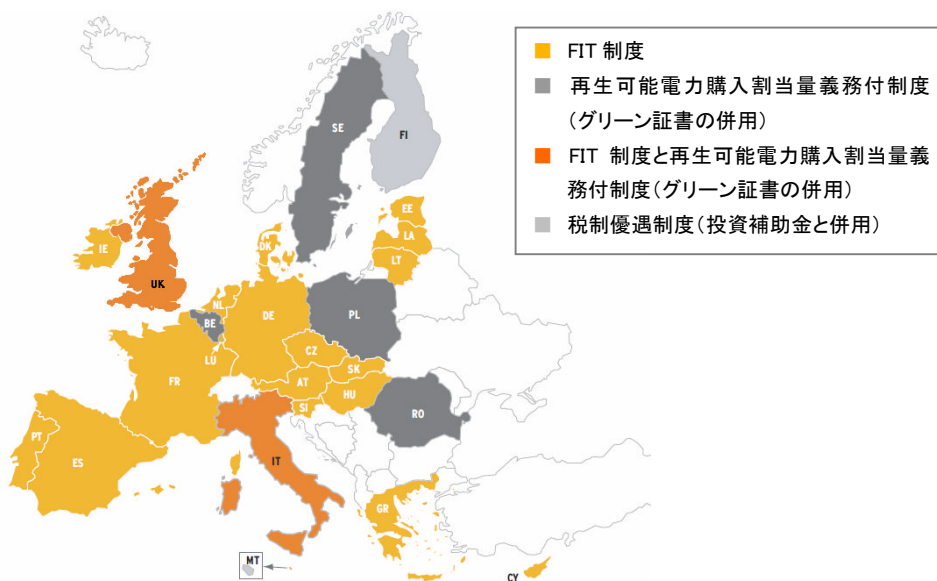 FIT 制度
再生可能電力購入割当量義務付制度
(グリーン証書の併用)
FIT 制度と再生可能電力購入割当量義
務付制度(グリーン証書の併用)
税制優遇制度(投資補助金と併用)
SE
FI
EE
LA
LT
DK
IE
UK
NL
BE
DE
PL
LU
CZ
SK
FR
AT
HU
SI
RO
PT
ES
IT
GR
MT
CY